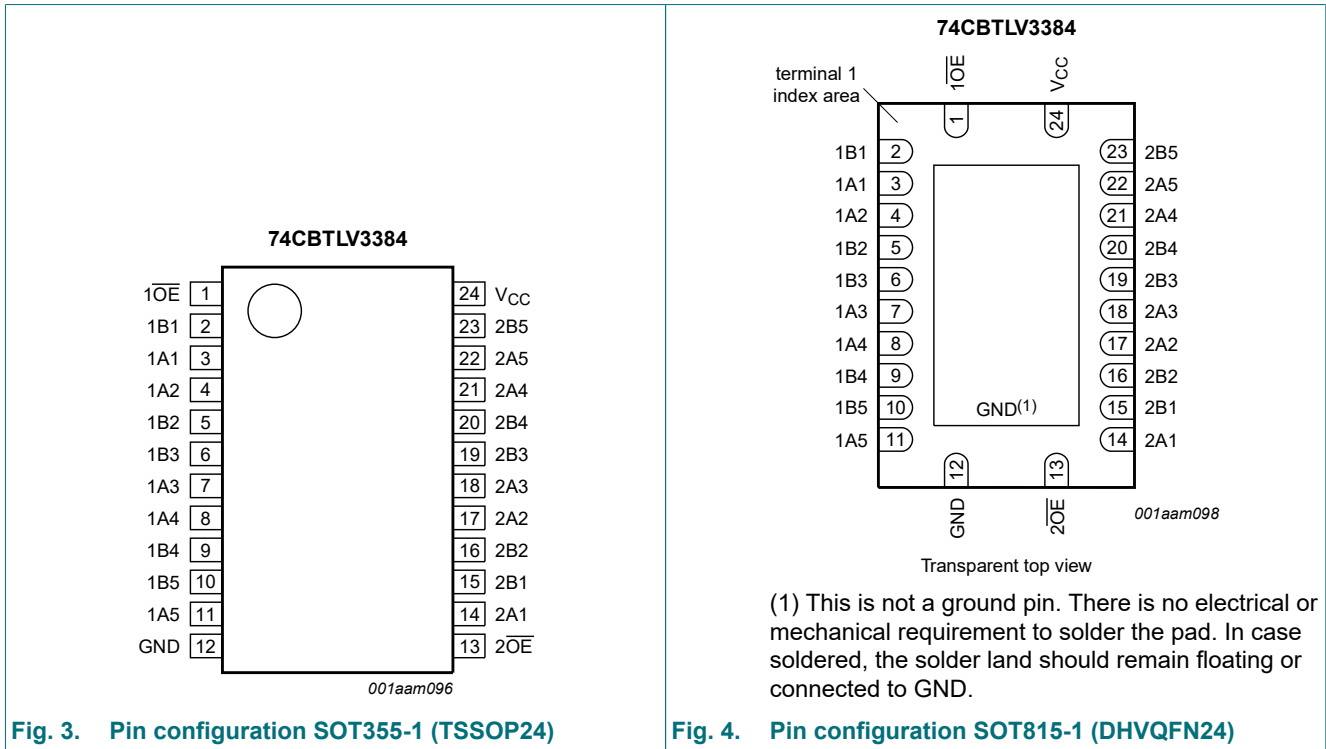 74CBTLV3384
1OE 1 24 VCC
1B1 2 23 2B5
1A1 3 22 2A5
1A2 4 21 2A4
1B2 5 20 2B4
1B3 6 19 2B3
1A3 7 18 2A3
1A4 8 17 2A2
1B4 9 16 2B2
1B5 10 15 2B1
1A5 11 14 2A1
GND 12 13 2OE
001aam096
Fig. 3. Pin configuration SOT355-1 (TSSOP24)
74CBTLV3384
terminal 1
index area
1OE VCC
1 24
1B1 2 23 2B5
1A1 3 22 2A5
1A2 4 21 2A4
1B2 5 20 2B4
1B3 6 19 2B3
1A3 7 18 2A3
1A4 8 17 2A2
1B4 9 16 2B2
1B5 10 GND(1) 15 2B1
1A5 11 14 2A1
12 13
GND 2OE
001aam098
Transparent top view
(1) This is not a ground pin. There is no electrical or
mechanical requirement to solder the pad. In case
soldered, the solder land should remain floating or
connected to GND.
Fig. 4. Pin configuration SOT815-1 (DHVQFN24)